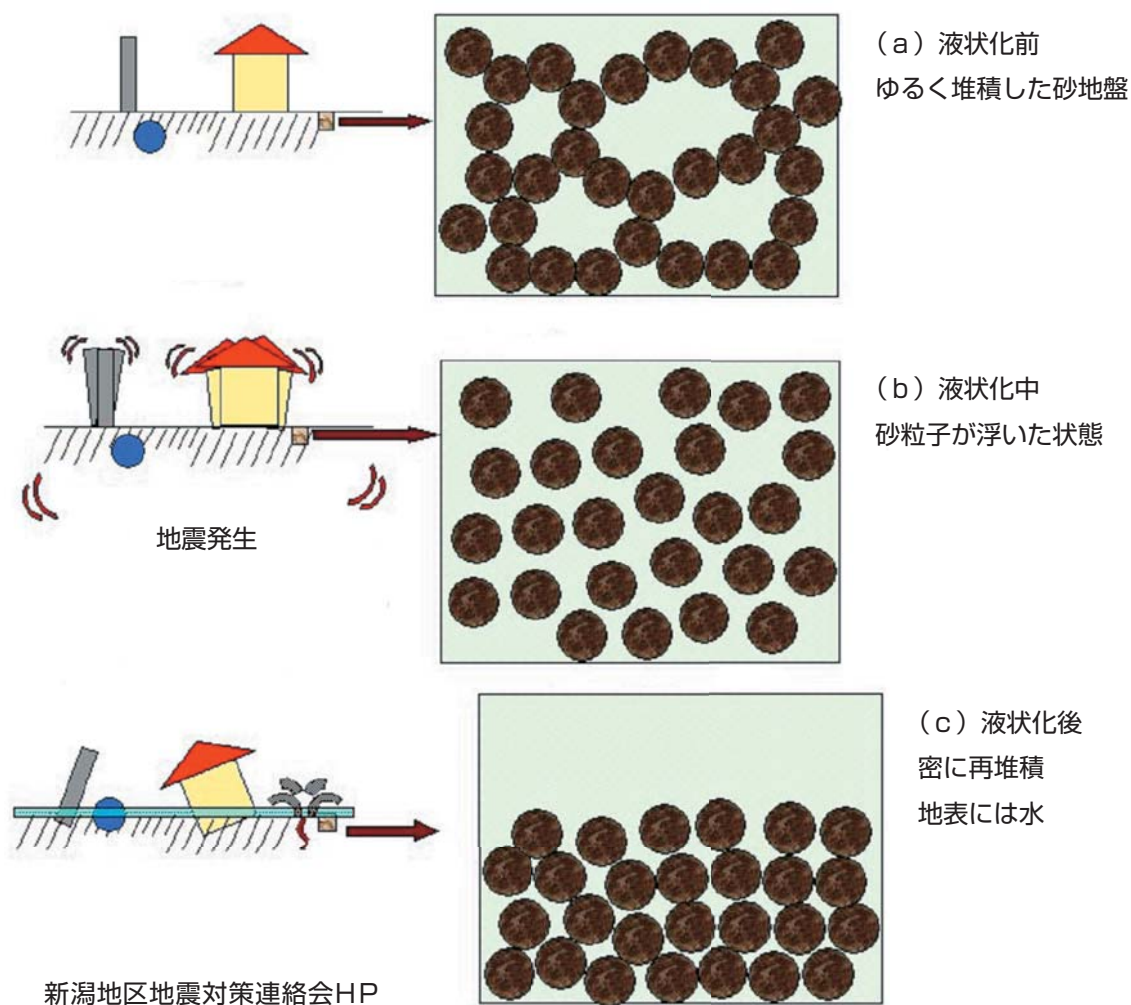 （a）液状化前
ゆるく堆積した砂地盤
（b）液状化中
砂粒子が浮いた状態
地震発生
（c）液状化後
密に再堆積
地表には水
新潟地区地震対策連絡会HP